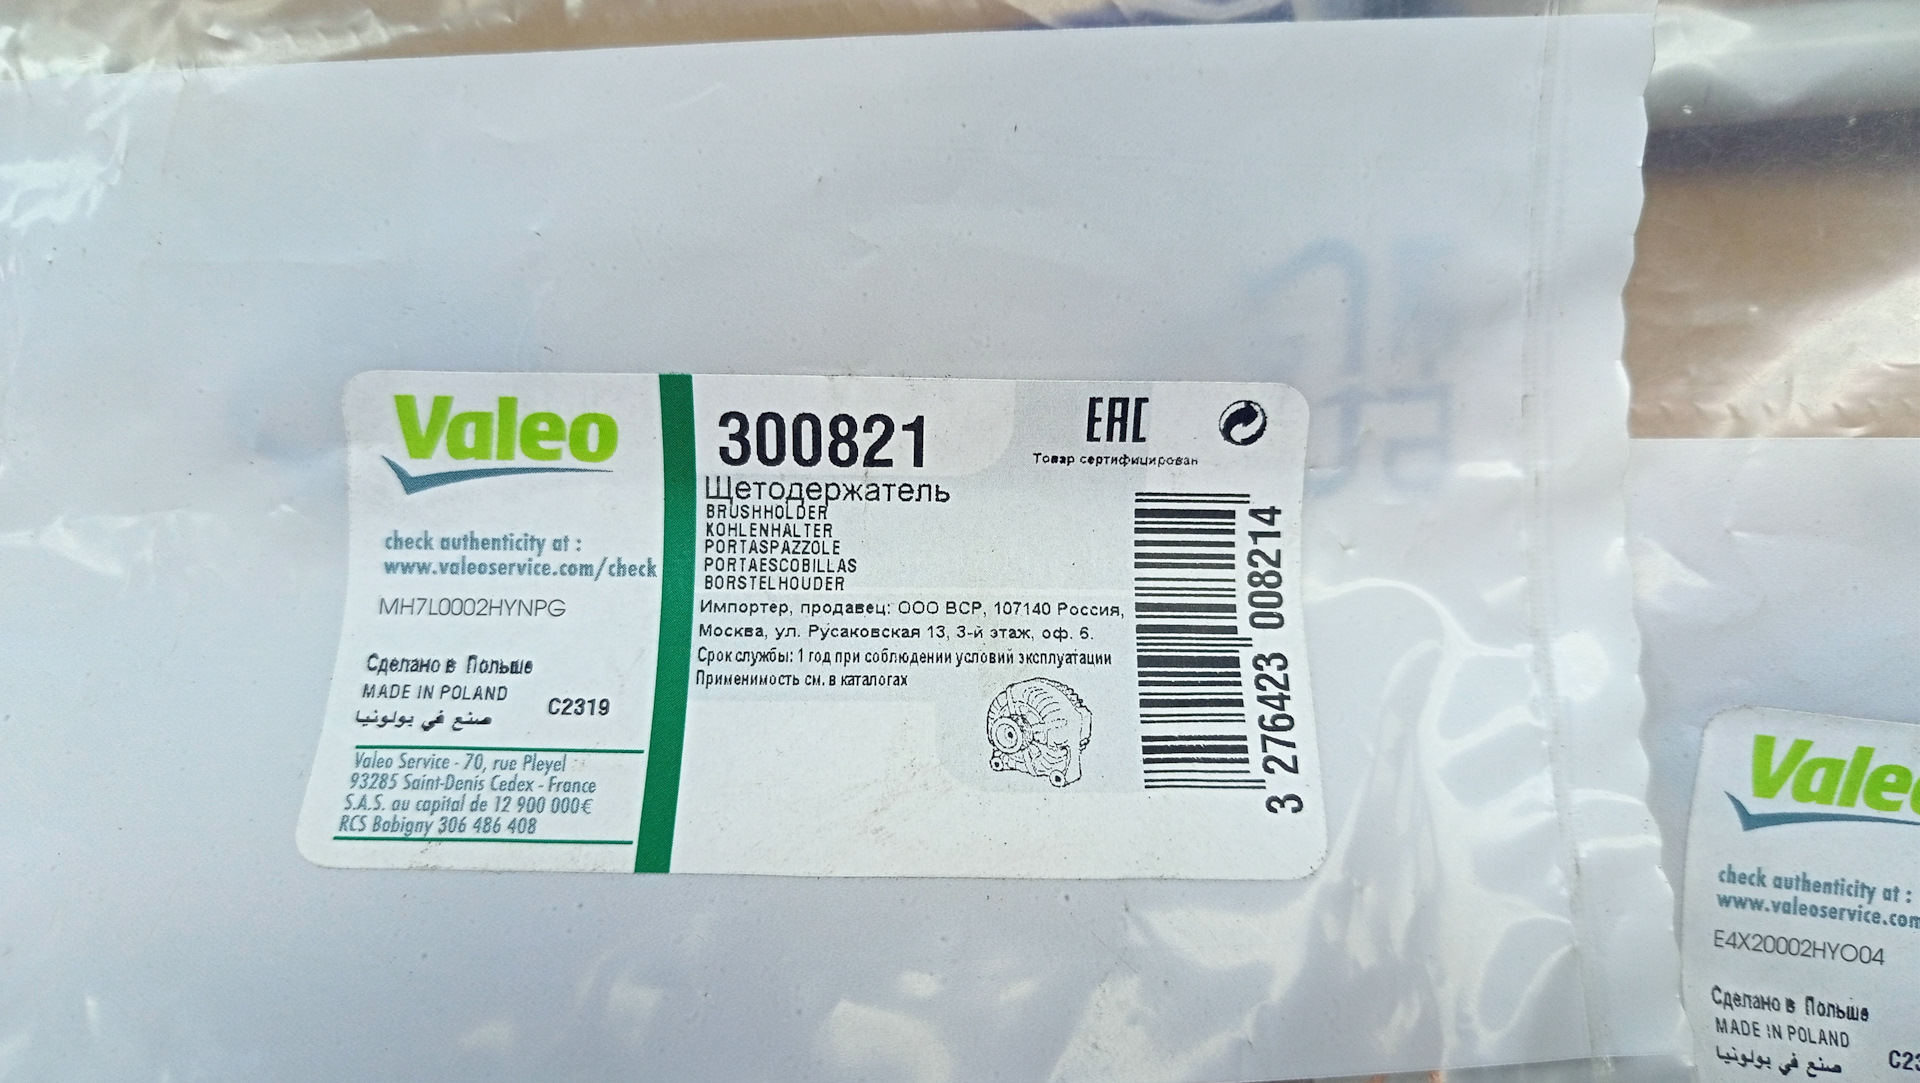 Valeo
check authenticity at :
www.valeoservice.com/check
MH7L0002HYNPG
Сделано в Польше
MADE IN POLAND
صنع في بولونيا
C2319
Valeo Service - 70, rue Pleyel
93285 Saint-Denis Cedex - France
S.A.S. au capital de 12 900 000€
RCS Bobigny 306 486 408
300821
EAC
Товар сертифицирован
Щетодержатель
BRUSHHOLDER
KOHLENHALTER
PORTASPAZZOLE
PORTAESCOBILLAS
BORSTELHOUDER
Импортер, продавец: ООО ВСР, 107140 Россия,
Москва, ул. Русаковская 13, 3-й этаж, оф. 6.
Срок службы: 1 год при соблюдении условий эксплуатации
Применимость см. в каталогах
3 276423 008214
Vale
check authenticity at :
www.valeoservice.com
E4X20002HYO04
Сделано в Польше
MADE IN POLAND
صنع في بولونيا
C23